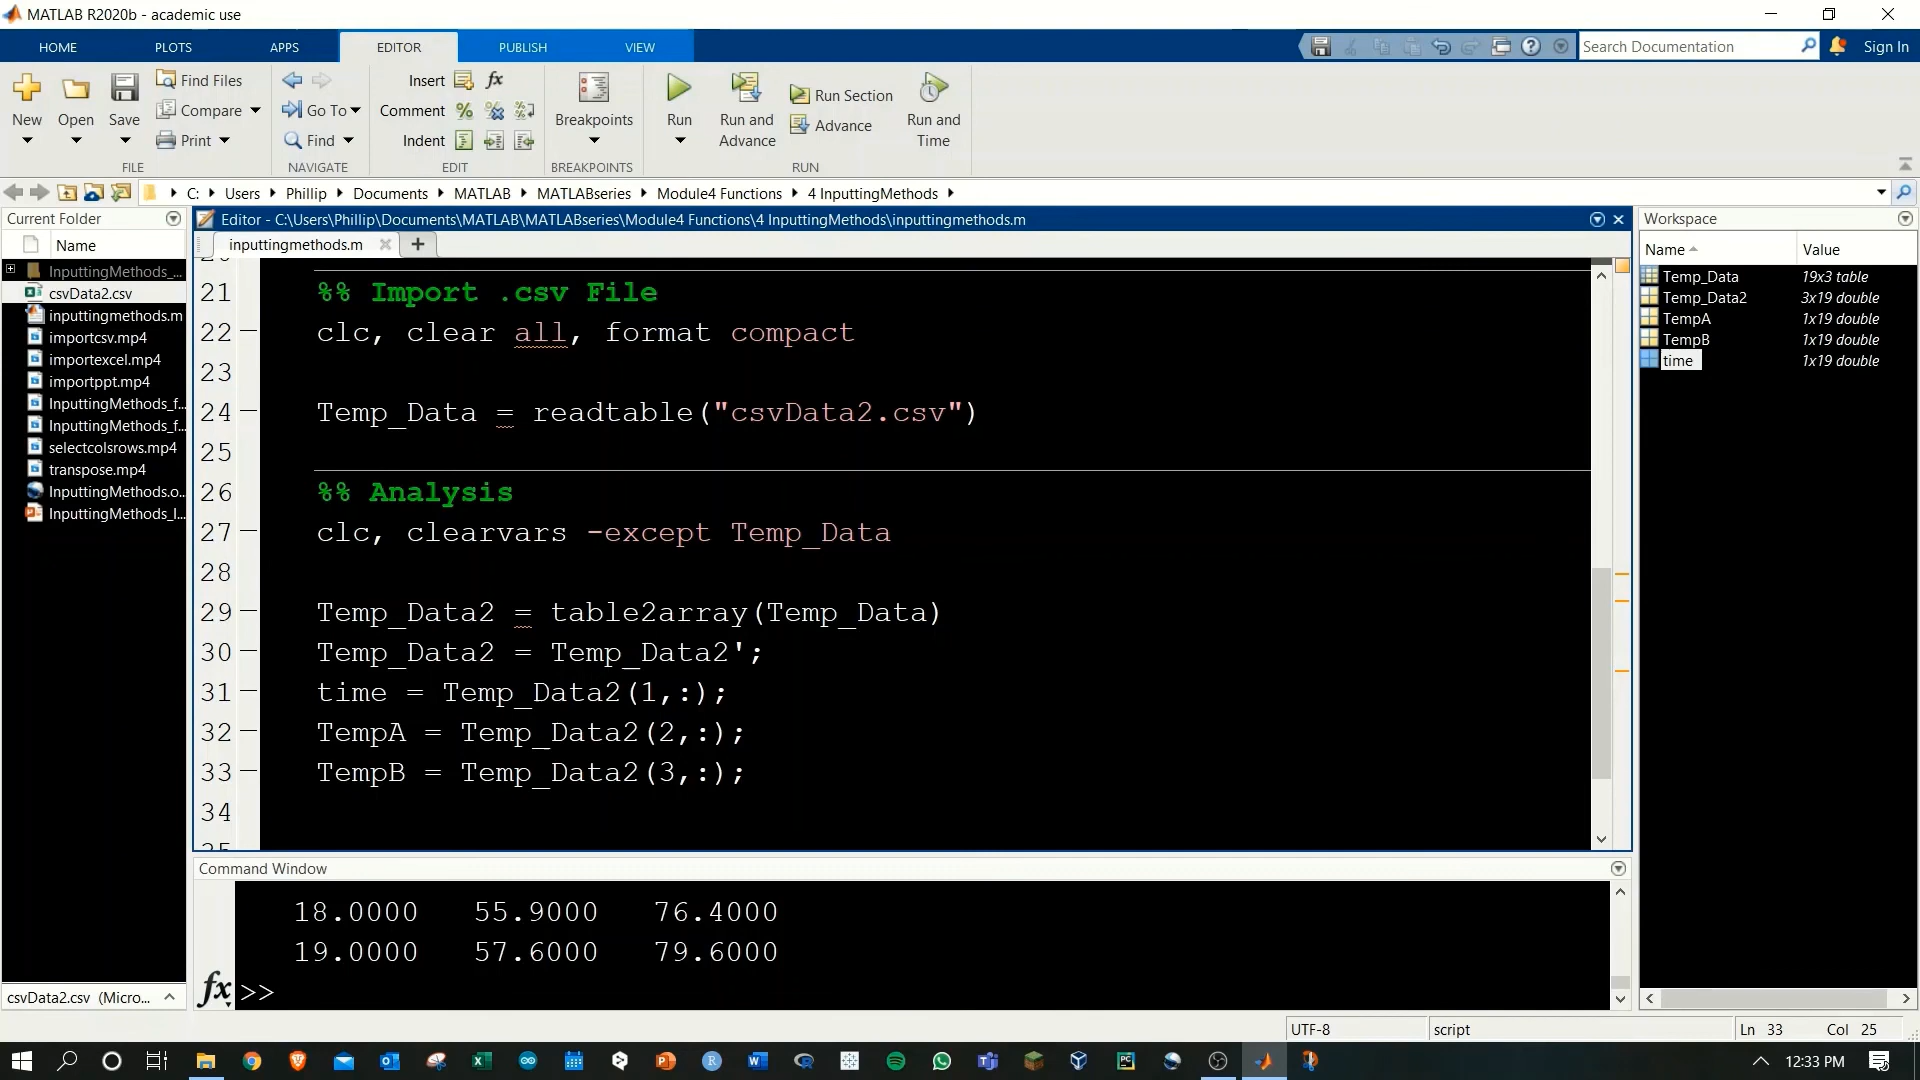 MATLAB R2020b - academic use
HOME PLOTS APPS EDITOR PUBLISH VIEW
Search Documentation
Sign In
New
Open
Save
Find Files
Compare
Print
FILE
Go To
Find
NAVIGATE
Insert fx
Comment
Indent
EDIT
Breakpoints
BREAKPOINTS
Run
Run and Advance
Run Section
Advance
Run and Time
RUN
C: Users Phillip Documents MATLAB MATLABseries Module4 Functions 4 InputtingMethods
Current Folder
Name
InputtingMethods_...
csvData2.csv
inputtingmethods.m
importcsv.mp4
importexcel.mp4
importppt.mp4
InputtingMethods_f...
InputtingMethods_f...
selectcolsrows.mp4
transpose.mp4
InputtingMethods.o...
InputtingMethods_I...
csvData2.csv (Micro...
Editor - C:\Users\Phillip\Documents\MATLAB\MATLABseries\Module4 Functions\4 InputtingMethods\inputtingmethods.m
inputtingmethods.m
21 %% Import .csv File
22 clc, clear all, format compact
23
24 Temp_Data = readtable("csvData2.csv")
25
26 %% Analysis
27 clc, clearvars -except Temp_Data
28
29 Temp_Data2 = table2array(Temp_Data)
30 Temp_Data2 = Temp_Data2';
31 time = Temp_Data2(1,:);
32 TempA = Temp_Data2(2,:);
33 TempB = Temp_Data2(3,:);
34
Command Window
18.0000 55.9000 76.4000
19.0000 57.6000 79.6000
fx >>
Workspace
Name Value
Temp_Data 19x3 table
Temp_Data2 3x19 double
TempA 1x19 double
TempB 1x19 double
time 1x19 double
UTF-8
script
Ln 33 Col 25
12:33 PM